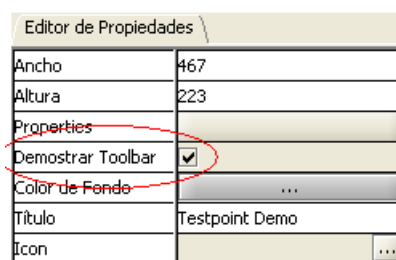 Editor de Propiedades
Ancho 467
Altura 223
Properties
Demostrar Toolbar
Color de Fondo ...
Título Testpoint Demo
Icon ...